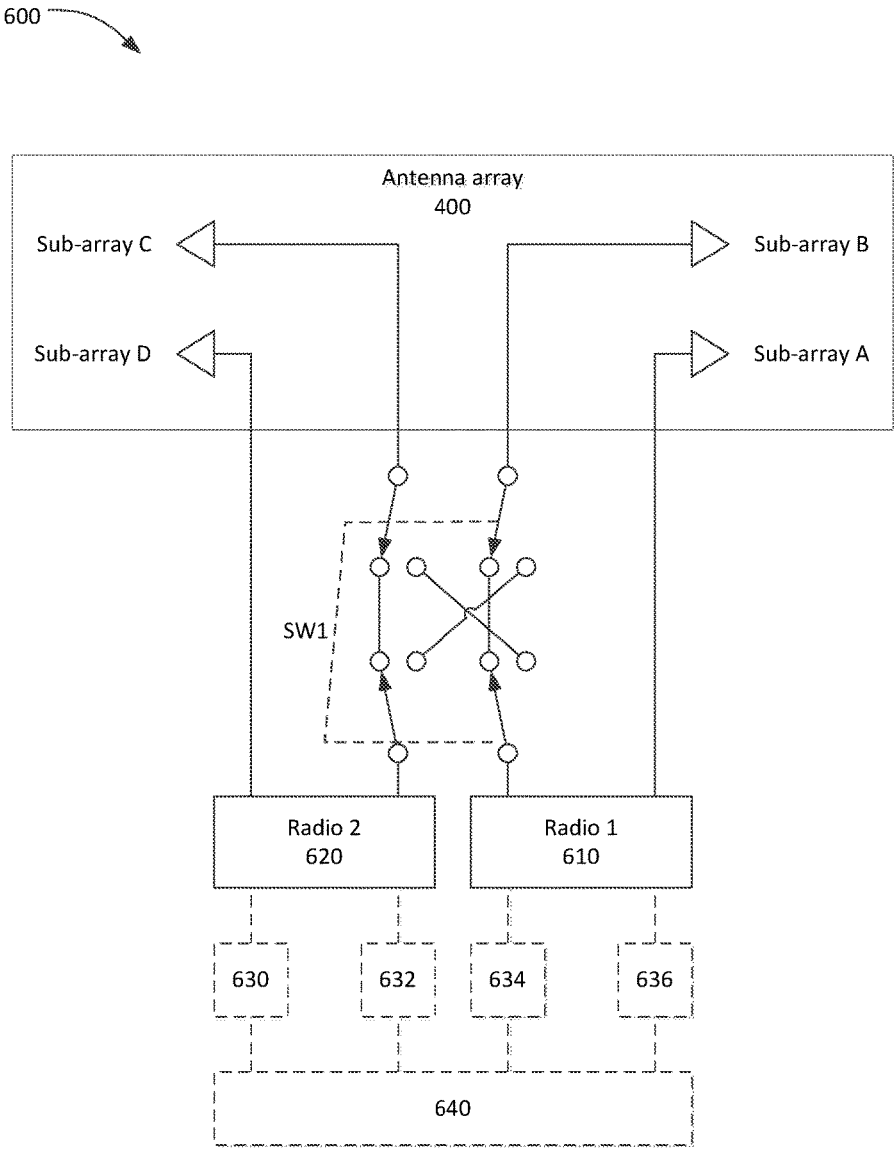 600
Antenna array
400
Sub-array C
Sub-array B
Sub-array D
Sub-array A
SW1
Radio 2
620
Radio 1
610
630
632
634
636
640